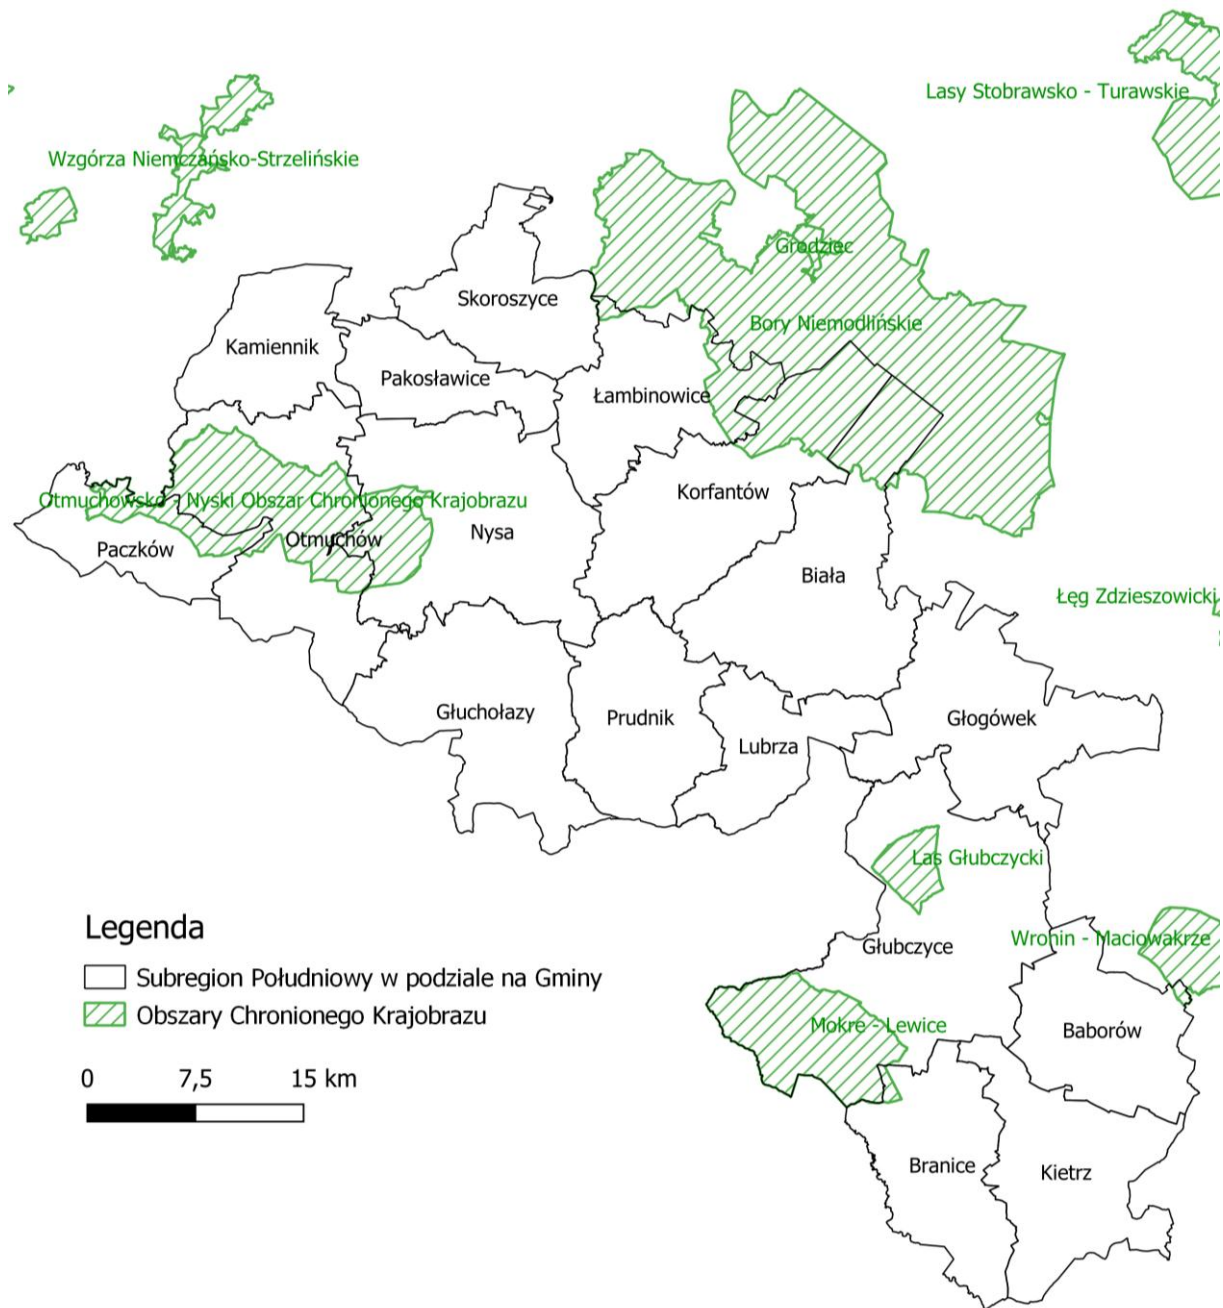 Lasy Stobrawsko - Turawskie
Wzgórza Niemczańsko-Strzelińskie
Grodziec
Skoroszyce
Bory Niemodlińskie
Kamiennik
Pakosławice
Łambinowice
Korfantów
Otmuchowsko - Nyski Obszar Chronionego Krajobrazu
Nysa
Otmuchów
Paczków
Biała
Łęg Zdzieszowicki
Głuchołazy
Prudnik
Głogówek
Lubrza
Las Głubczycki
Legenda
Wronin - Maciowakrze
Głubczyce
Subregion Południowy w podziale na Gminy
Obszary Chronionego Krajobrazu
Mokre - Lewice
Baborów
0 7,5 15 km
Branice
Kietrz